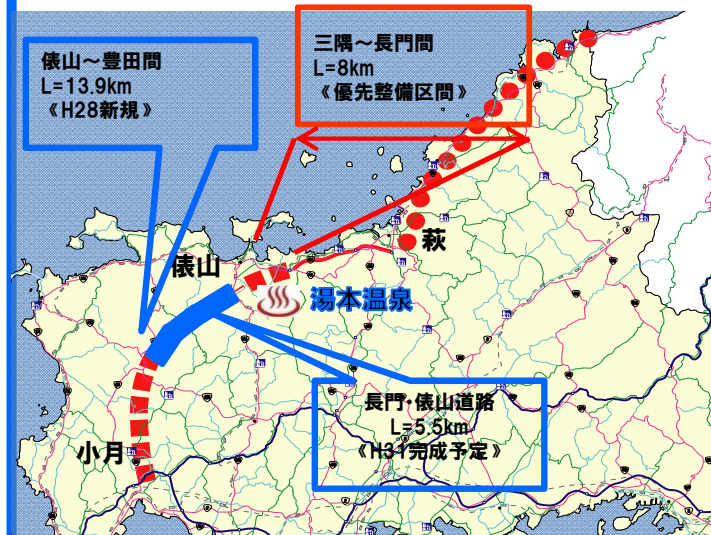 俵山～豊田間
L=13.9km
《H28新規》
三隅～長門間
L=8km
《優先整備区間》
萩
俵山
湯本温泉
長門・俵山道路
L=5.5km
《H31完成予定》
小月